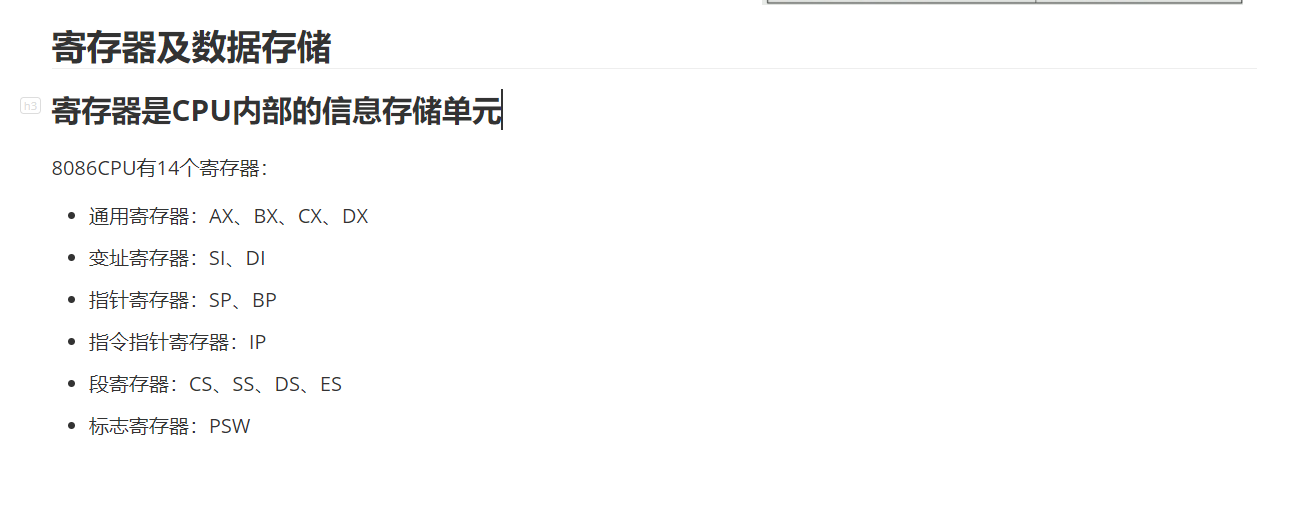 寄存器及数据存储
h3
寄存器是CPU内部的信息存储单元
8086CPU有14个寄存器：
通用寄存器：AX、BX、CX、DX
变址寄存器：SI、DI
指针寄存器：SP、BP
指令指针寄存器：IP
段寄存器：CS、SS、DS、ES
标志寄存器：PSW